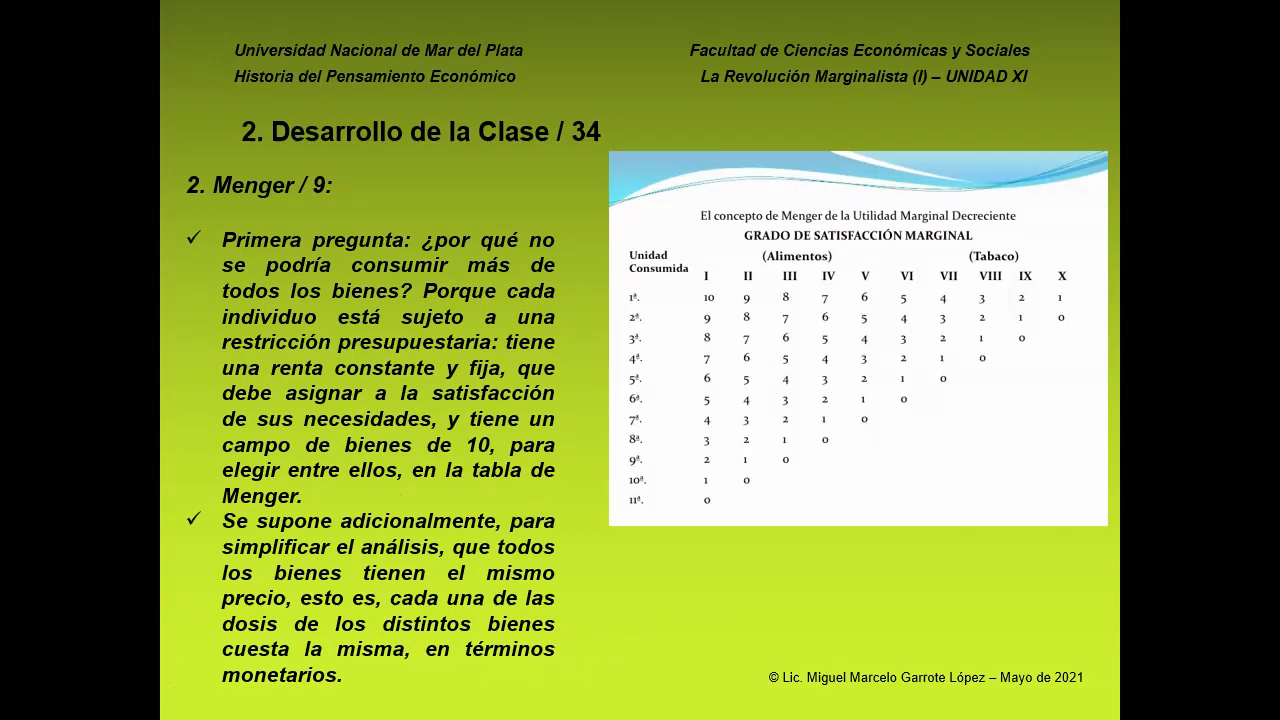 Universidad Nacional de Mar del Plata
Facultad de Ciencias Económicas y Sociales
Historia del Pensamiento Económico
La Revolución Marginalista (I) – UNIDAD XI
2. Desarrollo de la Clase / 34
2. Menger / 9:
✓ Primera pregunta: ¿por qué no
se podría consumir más de
todos los bienes? Porque cada
individuo está sujeto a una
restricción presupuestaria: tiene
una renta constante y fija, que
debe asignar a la satisfacción
de sus necesidades, y tiene un
campo de bienes de 10, para
elegir entre ellos, en la tabla de
Menger.
✓ Se supone adicionalmente, para
simplificar el análisis, que todos
los bienes tienen el mismo
precio, esto es, cada una de las
dosis de los distintos bienes
cuesta la misma, en términos
monetarios.
El concepto de Menger de la Utilidad Marginal Decreciente
GRADO DE SATISFACCIÓN MARGINAL
Unidad (Alimentos) (Tabaco)
Consumida
I II III IV V VI VII VIII IX X
1ª. 10 9 8 7 6 5 4 3 2 1
2ª. 9 8 7 6 5 4 3 2 1 0
3ª. 8 7 6 5 4 3 2 1 0
4ª. 7 6 5 4 3 2 1 0
5ª. 6 5 4 3 2 1 0
6ª. 5 4 3 2 1 0
7ª. 4 3 2 1 0
8ª. 3 2 1 0
9ª. 2 1 0
10ª. 1 0
11ª. 0
© Lic. Miguel Marcelo Garrote López – Mayo de 2021